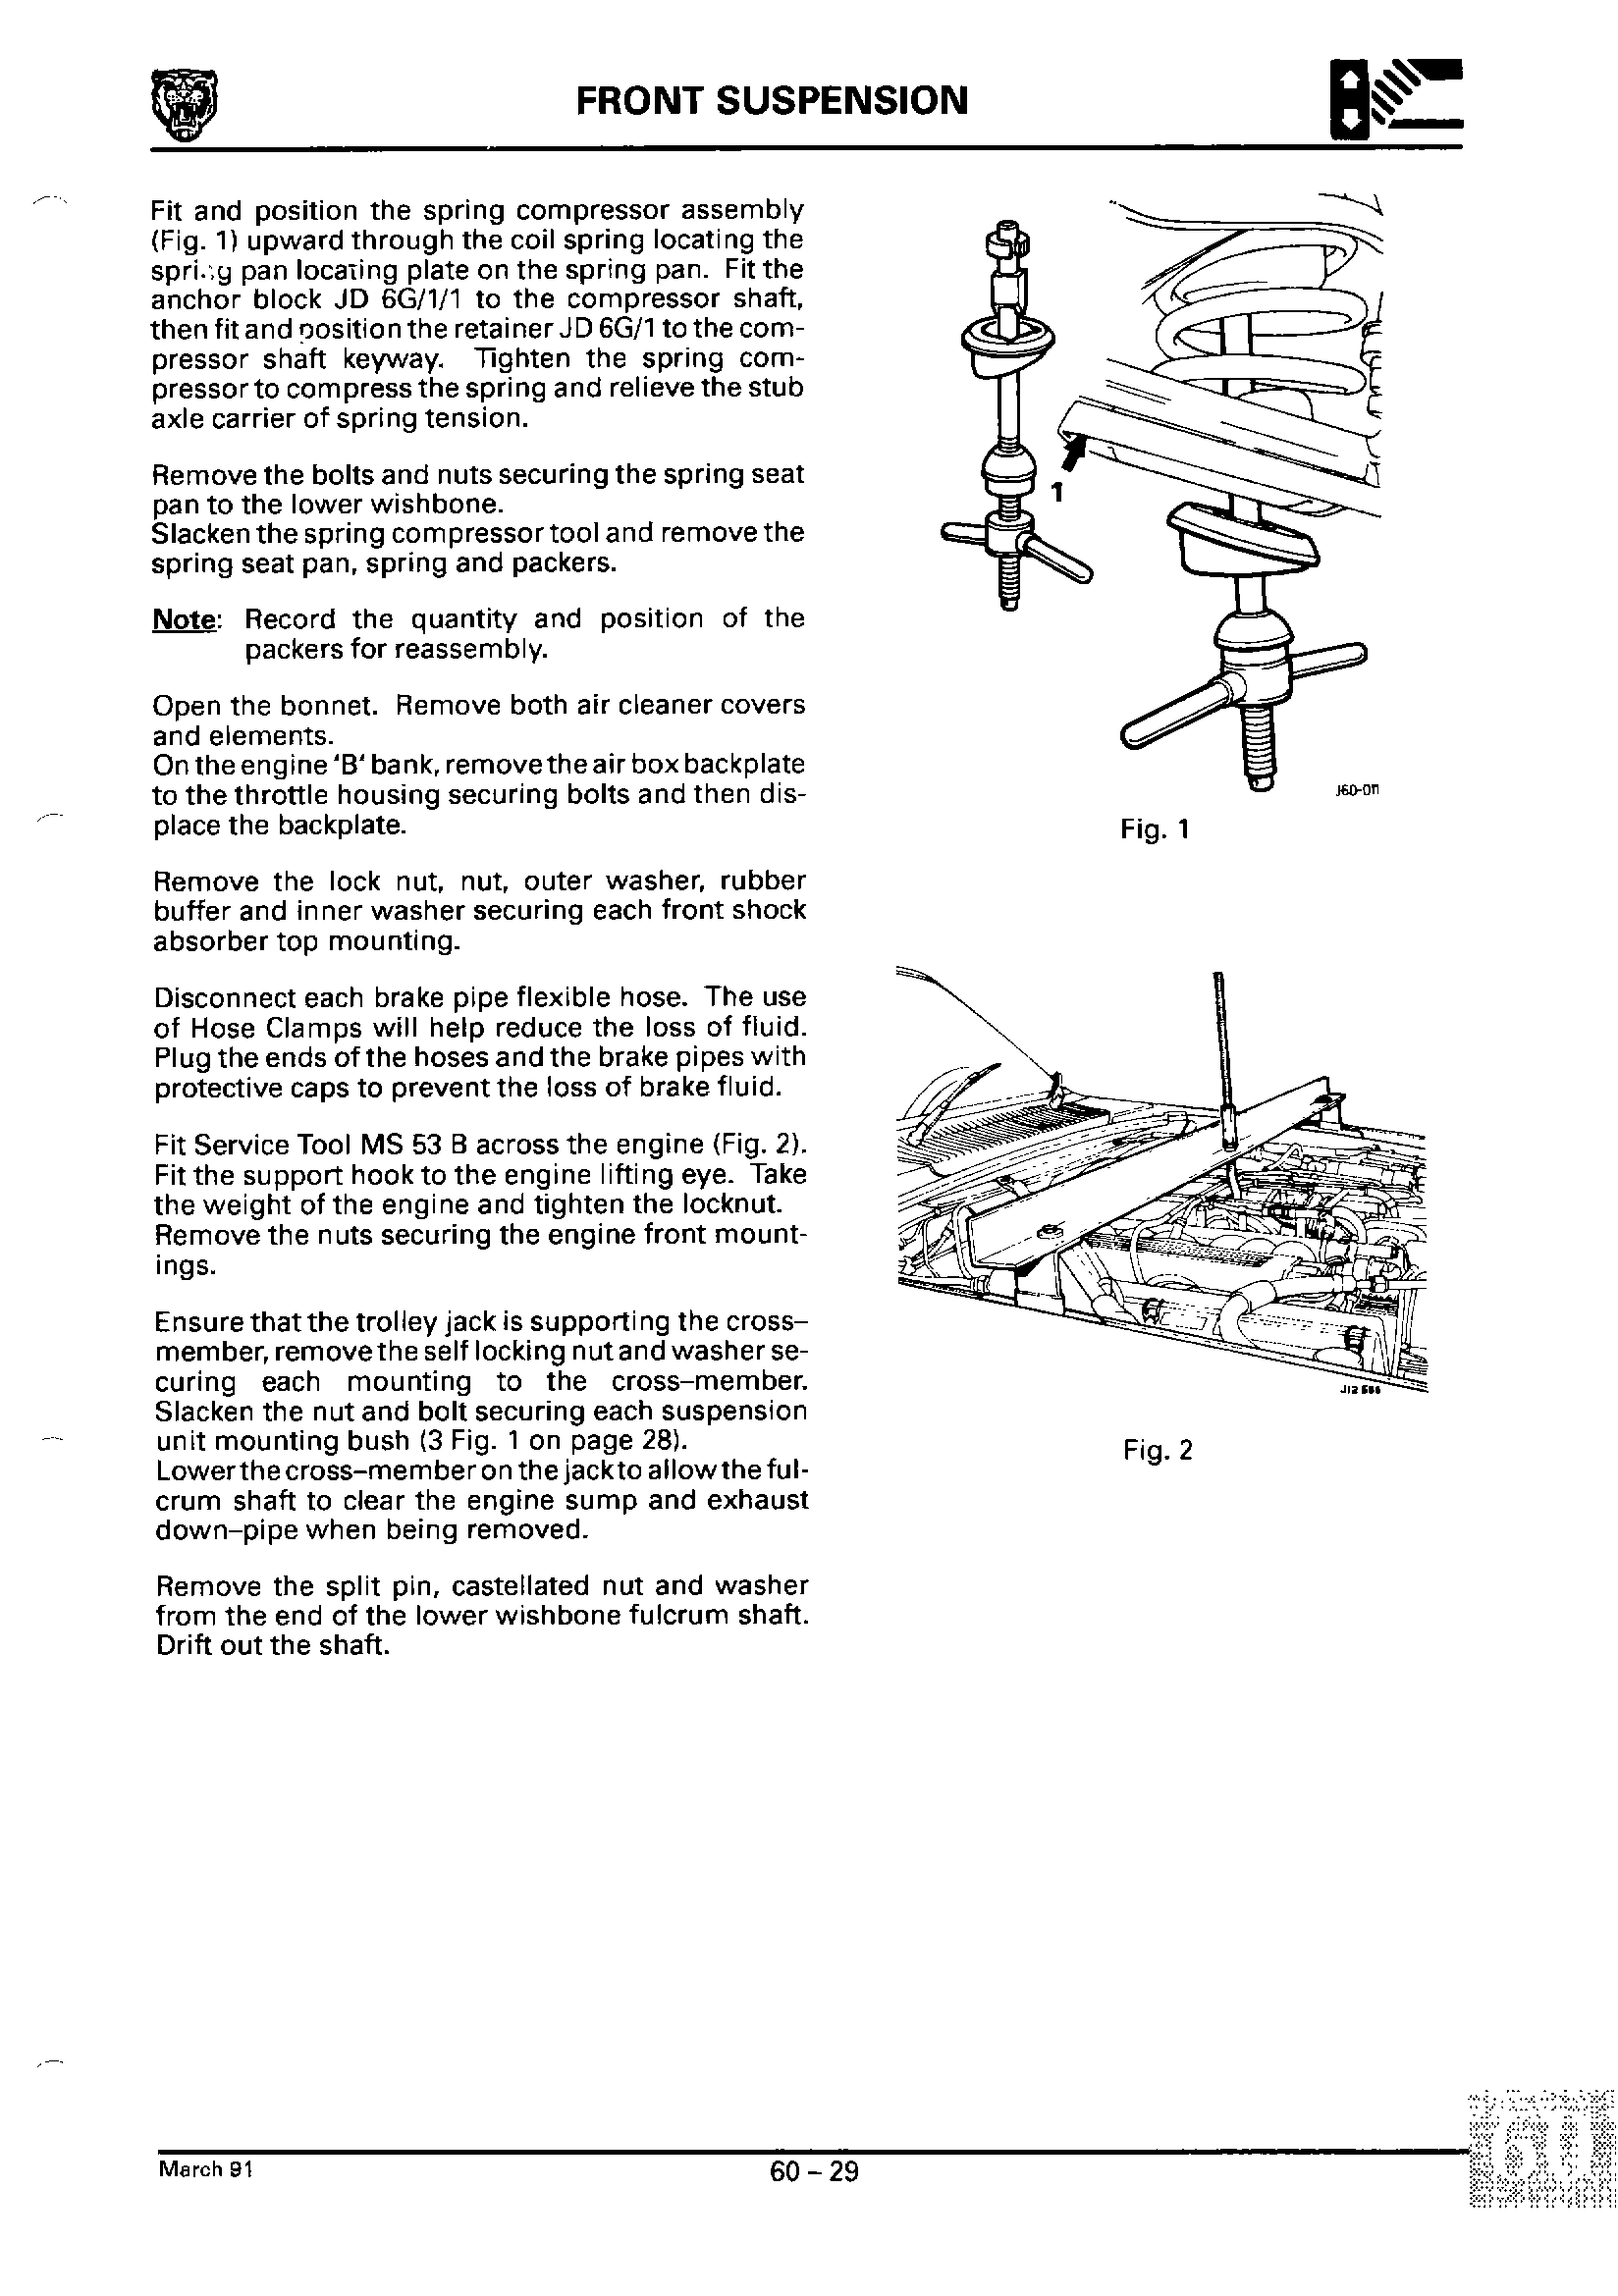 FRONT SUSPENSION
Fit and position the spring compressor assembly
(Fig. 1) upward through the coil spring locating the
spring pan locating plate on the spring pan. Fit the
anchor block JD 6G/1/1 to the compressor shaft,
then fit and position the retainer JD 6G/1 to the com-
pressor shaft keyway. Tighten the spring com-
pressor to compress the spring and relieve the stub
axle carrier of spring tension.
Remove the bolts and nuts securing the spring seat
pan to the lower wishbone.
Slacken the spring compressor tool and remove the
spring seat pan, spring and packers.
Note: Record the quantity and position of the
packers for reassembly.
Open the bonnet. Remove both air cleaner covers
and elements.
On the engine 'B' bank, remove the air box backplate
to the throttle housing securing bolts and then dis-
place the backplate.
Remove the lock nut, nut, outer washer, rubber
buffer and inner washer securing each front shock
absorber top mounting.
Disconnect each brake pipe flexible hose. The use
of Hose Clamps will help reduce the loss of fluid.
Plug the ends of the hoses and the brake pipes with
protective caps to prevent the loss of brake fluid.
Fit Service Tool MS 53 B across the engine (Fig. 2).
Fit the support hook to the engine lifting eye. Take
the weight of the engine and tighten the locknut.
Remove the nuts securing the engine front mount-
ings.
Ensure that the trolley jack is supporting the cross–
member, remove the self locking nut and washer se-
curing each mounting to the cross–member.
Slacken the nut and bolt securing each suspension
unit mounting bush (3 Fig. 1 on page 28).
Lower the cross–member on the jack to allow the ful-
crum shaft to clear the engine sump and exhaust
down–pipe when being removed.
Remove the split pin, castellated nut and washer
from the end of the lower wishbone fulcrum shaft.
Drift out the shaft.
1
J60-011
Fig. 1
J12
Fig. 2
March 91
60 – 29
60